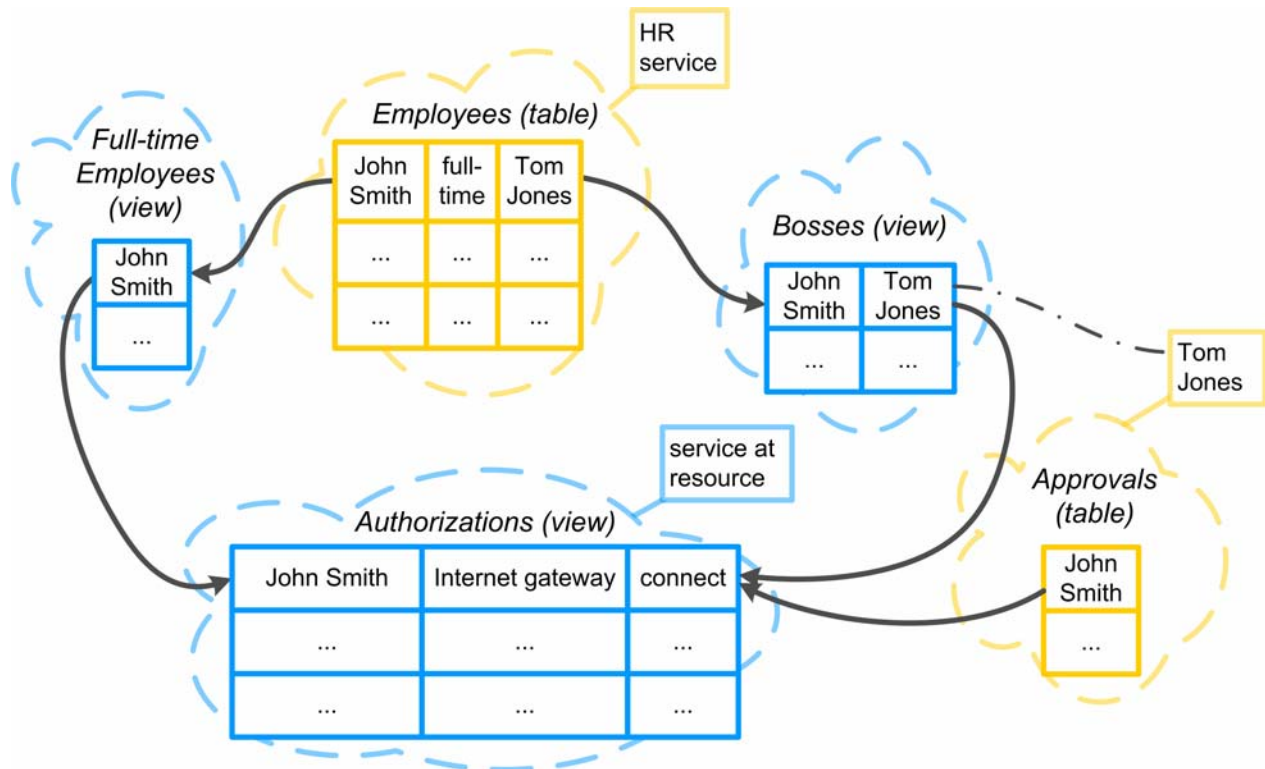 HR
service
Employees (table)
John
Smith
full-
time
Tom
Jones
...
...
...
...
...
...
Full-time
Employees
(view)
John
Smith
...
Bosses (view)
John
Smith
Tom
Jones
...
...
Tom
Jones
service at
resource
Authorizations (view)
John Smith
Internet gateway
connect
...
...
...
...
...
...
Approvals
(table)
John
Smith
...